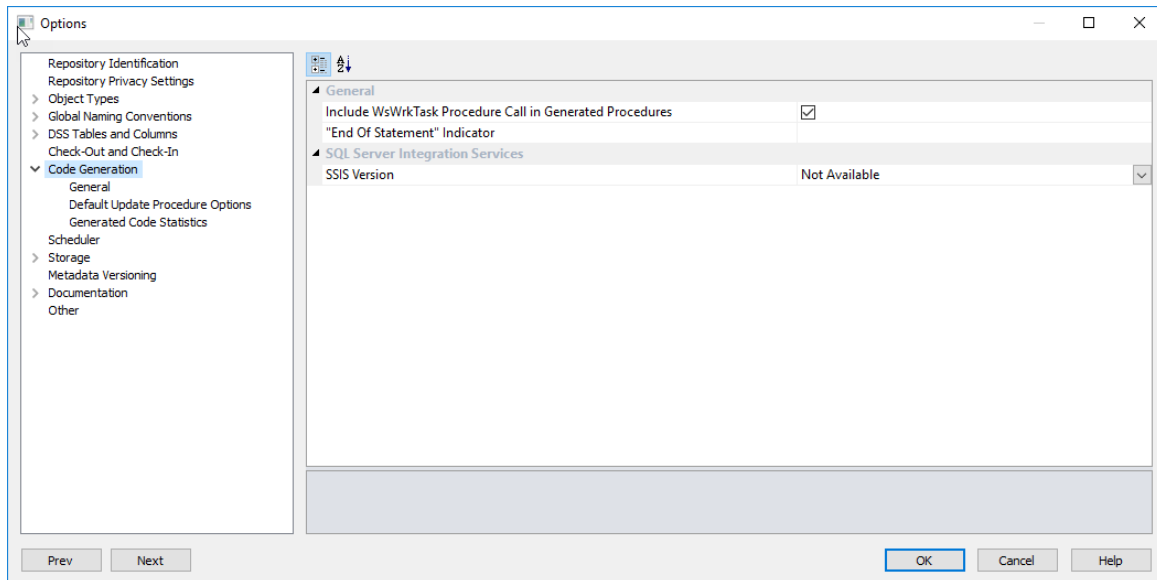 Options
Repository Identification
Repository Privacy Settings
Object Types
Global Naming Conventions
DSS Tables and Columns
Check-Out and Check-In
Code Generation
General
Default Update Procedure Options
Generated Code Statistics
Scheduler
Storage
Metadata Versioning
Documentation
Other
General
Include WsWrkTask Procedure Call in Generated Procedures
"End Of Statement" Indicator
SQL Server Integration Services
SSIS Version Not Available
Prev Next OK Cancel Help